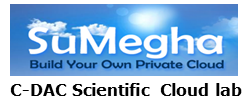 SuMegha
Build Your Own Private Cloud
C-DAC Scientific Cloud lab